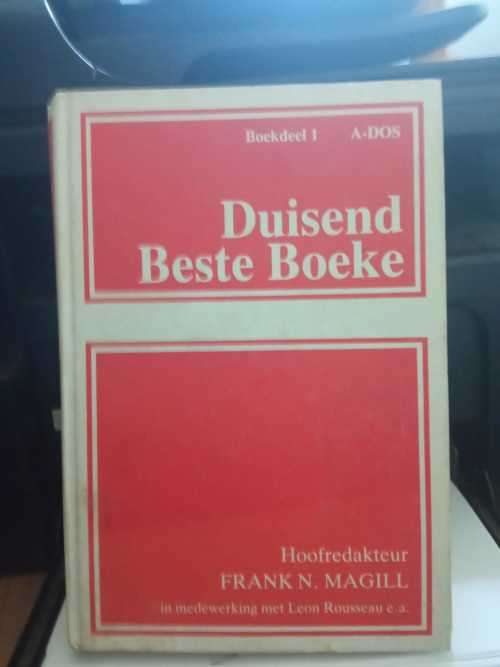 Boekdeel 1 A-DOS
Duisend
Beste Boeke
Hoofredakteur
FRANK N. MAGILL
in medewerking met Leon Rousseau e.a.